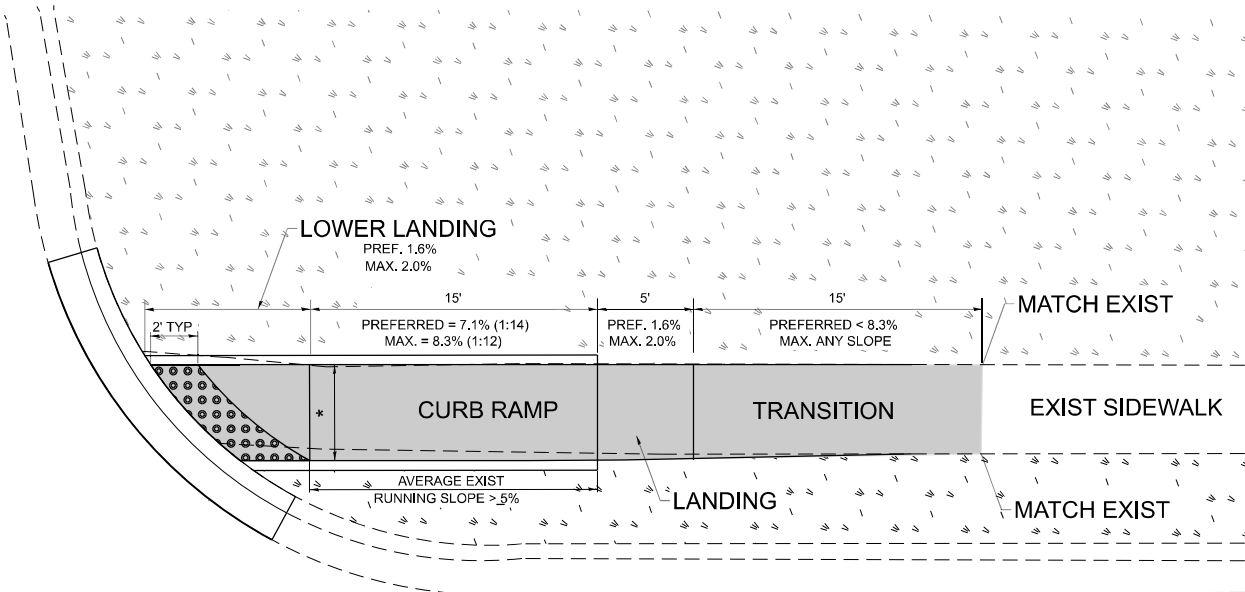 LOWER LANDING
PREF. 1.6%
MAX. 2.0%
15'
5'
15'
MATCH EXIST
2' TYP
PREFERRED = 7.1% (1:14)
MAX. = 8.3% (1:12)
PREF. 1.6%
MAX. 2.0%
PREFERRED < 8.3%
MAX. ANY SLOPE
*
CURB RAMP
TRANSITION
EXIST SIDEWALK
AVERAGE EXIST
RUNNING SLOPE > 5%
LANDING
MATCH EXIST